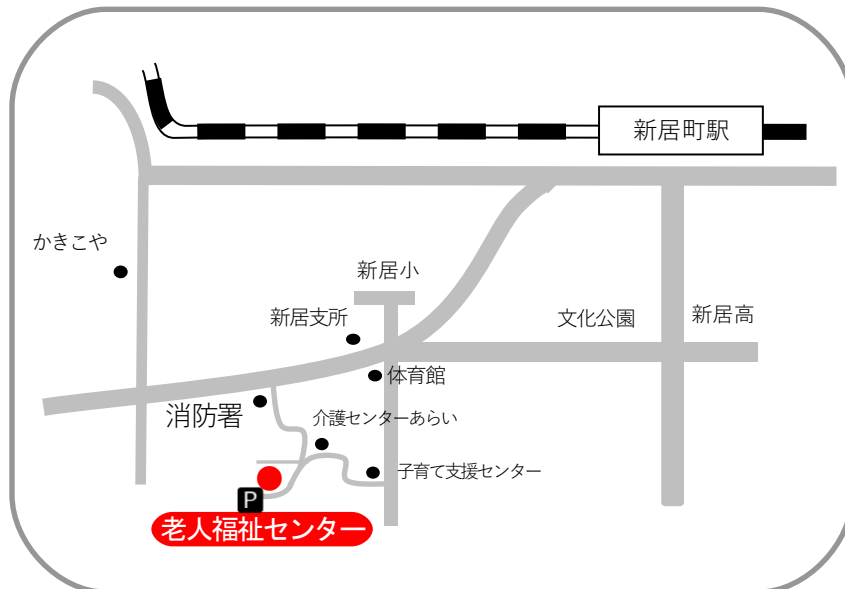 新居町駅
かきこや
新居小
新居支所
文化公園
新居高
体育館
消防署
介護センターあらい
子育て支援センター
P
老人福祉センター